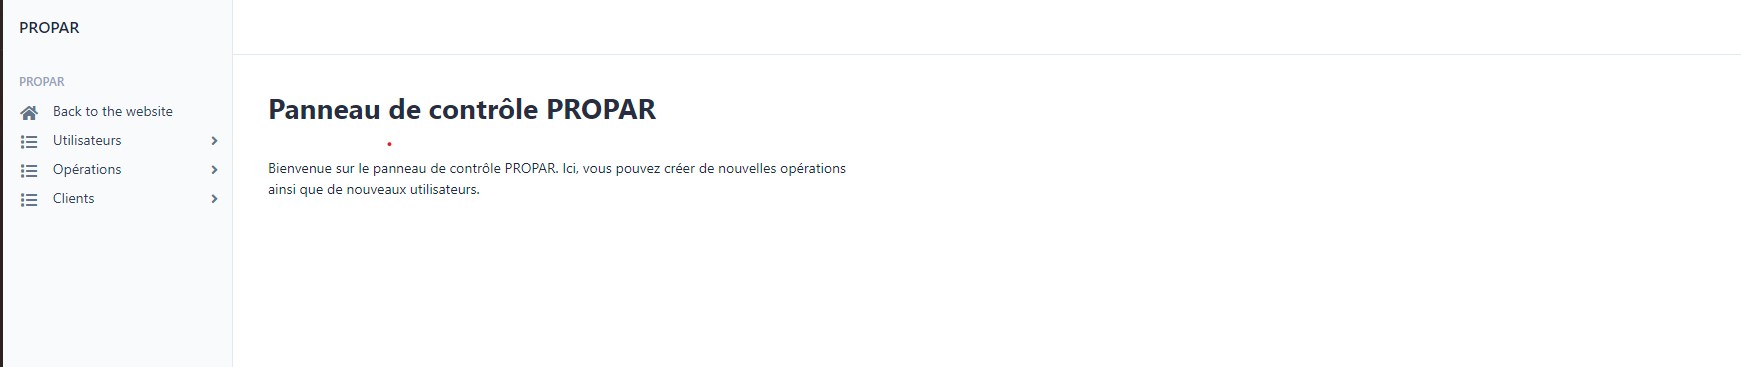 PROPAR
PROPAR
Back to the website
Utilisateurs
Opérations
Clients
Panneau de contrôle PROPAR
Bienvenue sur le panneau de contrôle PROPAR. Ici, vous pouvez créer de nouvelles opérations
ainsi que de nouveaux utilisateurs.